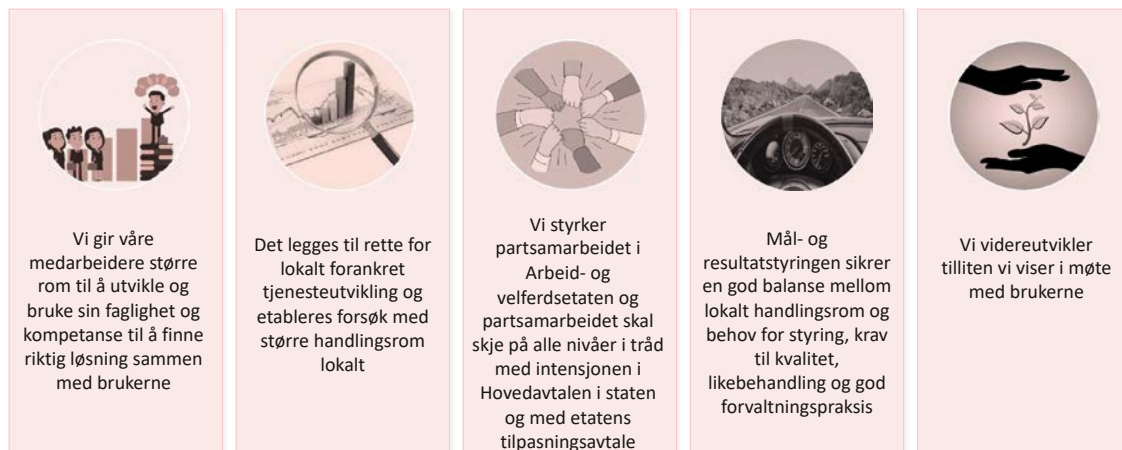 Vi gir våre
medarbeidere større
rom til å utvikle og
bruke sin faglighet og
kompetanse til å finne
riktig løsning sammen
med brukerne
Det legges til rette for
lokalt forankret
tjenesteutvikling og
etableres forsøk med
større handlingsrom
lokalt
Vi styrker
partsamarbeidet i
Arbeid- og
velferdsetaten og
partsamarbeidet skal
skje på alle nivåer i tråd
med intensjonen i
Hovedavtalen i staten
og med etatens
tilpasningsavtale
Mål- og
resultatstyringen sikrer
en god balanse mellom
lokalt handlingsrom og
behov for styring, krav
til kvalitet,
likebehandling og god
forvaltningspraksis
Vi videreutvikler
tilliten vi viser i møte
med brukerne